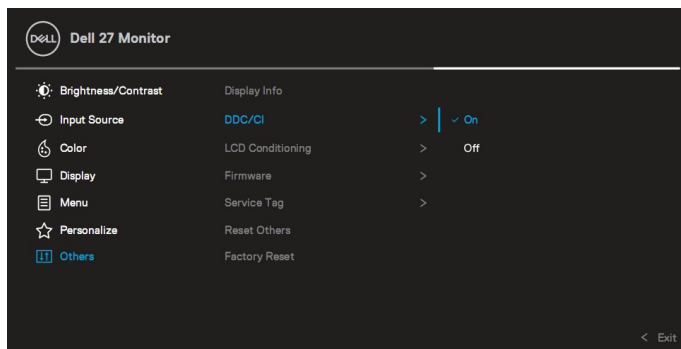 DELL Dell 27 Monitor
Brightness/Contrast Display Info
Input Source DDC/CI > ✓ On
Color LCD Conditioning > Off
Display Firmware >
Menu Service Tag >
Personalize Reset Others
Others Factory Reset
< Exit